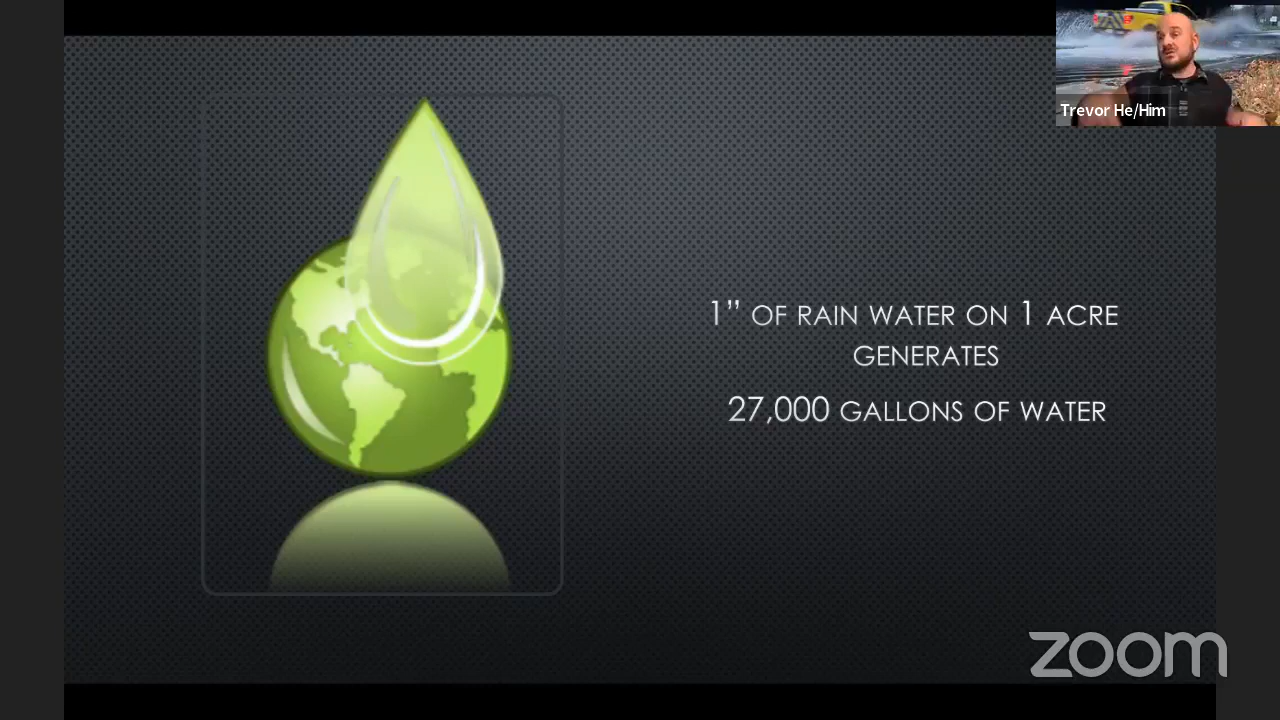 Trevor He/Him
1” OF RAIN WATER ON 1 ACRE
GENERATES
27,000 GALLONS OF WATER
zoom